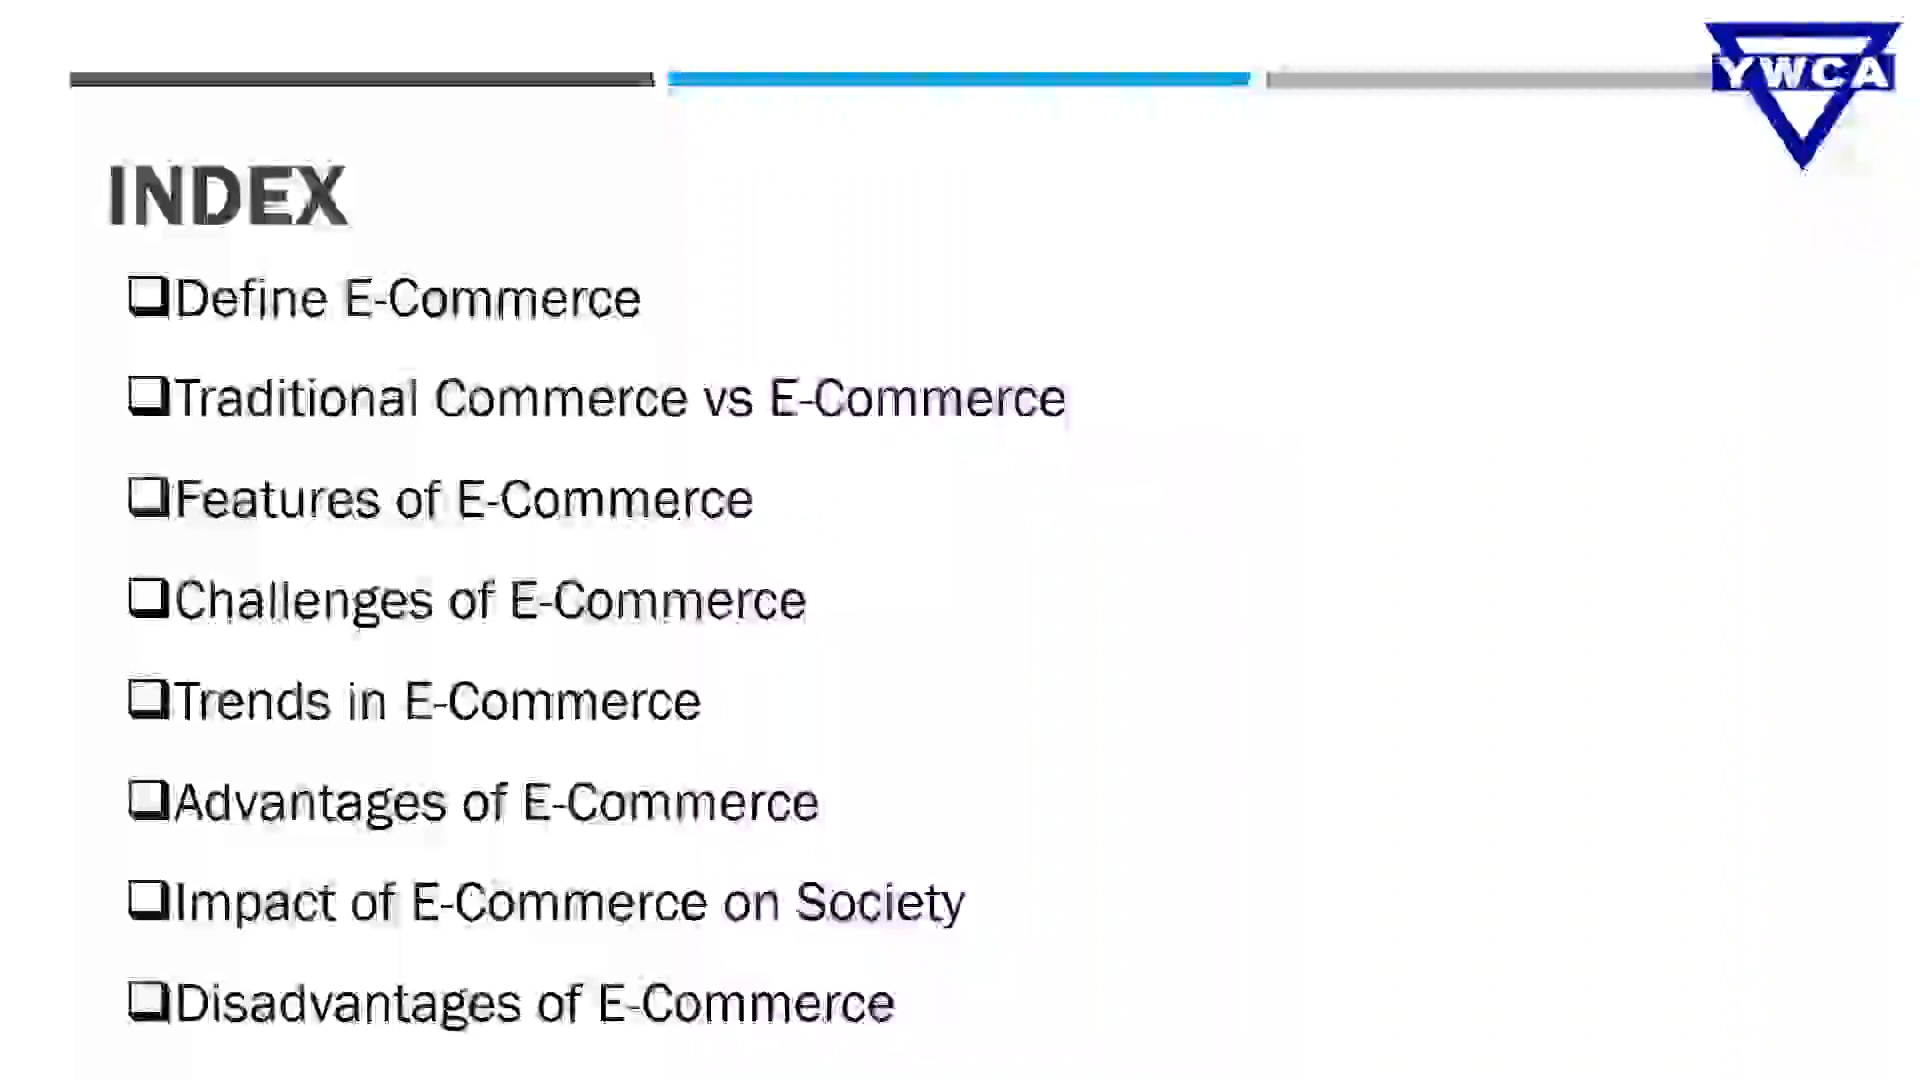 YWCA
INDEX
Define E-Commerce
Traditional Commerce vs E-Commerce
Features of E-Commerce
Challenges of E-Commerce
Trends in E-Commerce
Advantages of E-Commerce
Impact of E-Commerce on Society
Disadvantages of E-Commerce